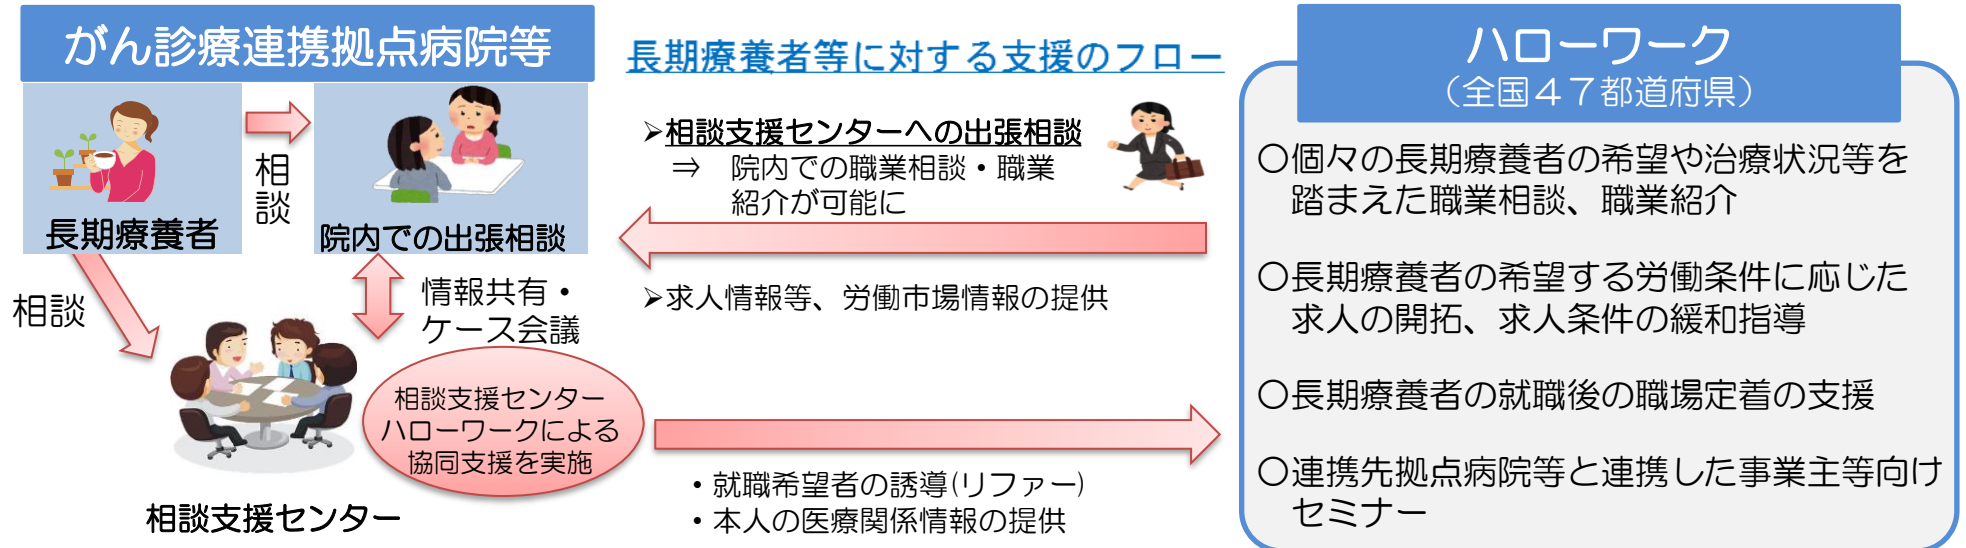 がん診療連携拠点病院等
長期療養者
相談
院内での出張相談
相談
情報共有・
ケース会議
相談支援センター
ハローワークによる
協同支援を実施
相談支援センター
長期療養者等に対する支援のフロー
➢相談支援センターへの出張相談
⇒ 院内での職業相談・職業
紹介が可能に
➢求人情報等、労働市場情報の提供
・就職希望者の誘導(リファー)
・本人の医療関係情報の提供
ハローワーク
（全国４７都道府県）
〇個々の長期療養者の希望や治療状況等を
踏まえた職業相談、職業紹介
〇長期療養者の希望する労働条件に応じた
求人の開拓、求人条件の緩和指導
〇長期療養者の就職後の職場定着の支援
〇連携先拠点病院等と連携した事業主等向け
セミナー